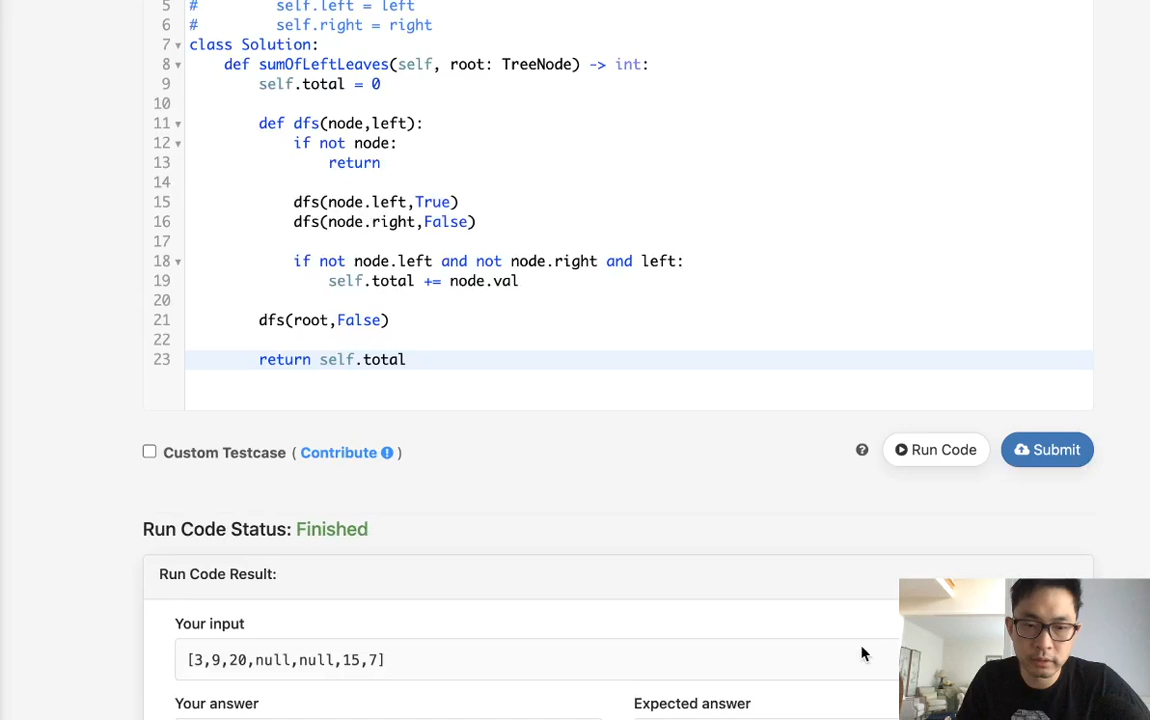 5 # self.left = left
6 # self.right = right
7 class Solution:
8 def sumOfLeftLeaves(self, root: TreeNode) -> int:
9 self.total = 0
10
11 def dfs(node,left):
12 if not node:
13 return
14
15 dfs(node.left,True)
16 dfs(node.right,False)
17
18 if not node.left and not node.right and left:
19 self.total += node.val
20
21 dfs(root,False)
22
23 return self.total
Custom Testcase ( Contribute ) ? Run Code Submit
Run Code Status: Finished
Run Code Result:
Your input
[3,9,20,null,null,15,7]
Your answer Expected answer